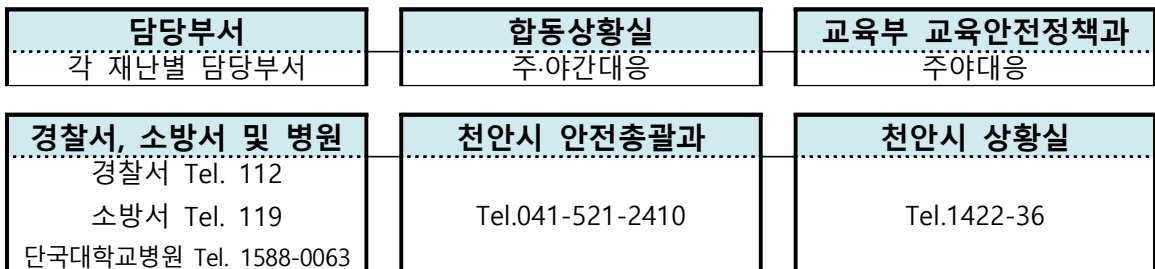 담당부서
합동상황실
교육부 교육안전정책과
각 재난별 담당부서
주·야간대응
주야대응
경찰서, 소방서 및 병원
천안시 안전총괄과
천안시 상황실
경찰서 Tel. 112
소방서 Tel. 119
단국대학교병원 Tel. 1588-0063
Tel.041-521-2410
Tel.1422-36